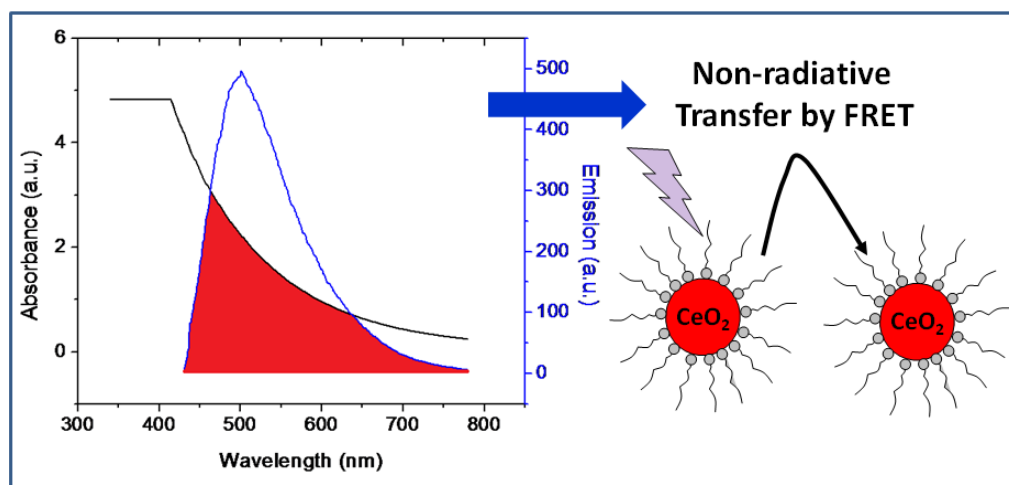 6
4
2
0
Absorbance (a.u.)
300 400 500 600 700 800
Wavelength (nm)
500
400
300
200
100
0
Emission (a.u.)
Non-radiative
Transfer by FRET
CeO₂
CeO₂